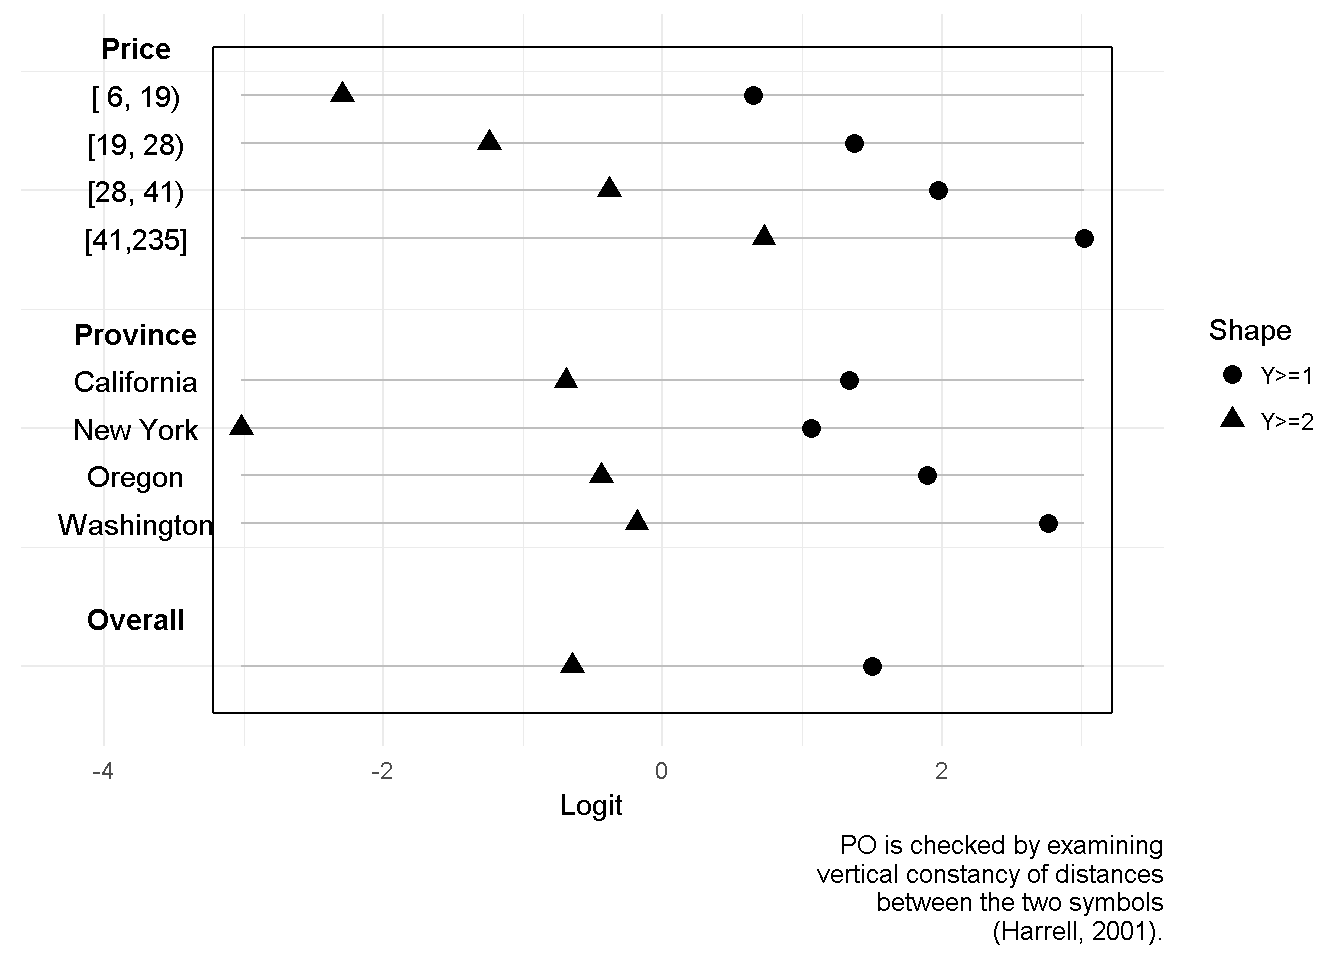 Price
[ 6, 19)
[19, 28)
[28, 41)
[41,235]
Province
California
New York
Oregon
Washington
Overall
Shape
Y>=1
Y>=2
-4 -2 0 2
Logit
PO is checked by examining
vertical constancy of distances
between the two symbols
(Harrell, 2001).